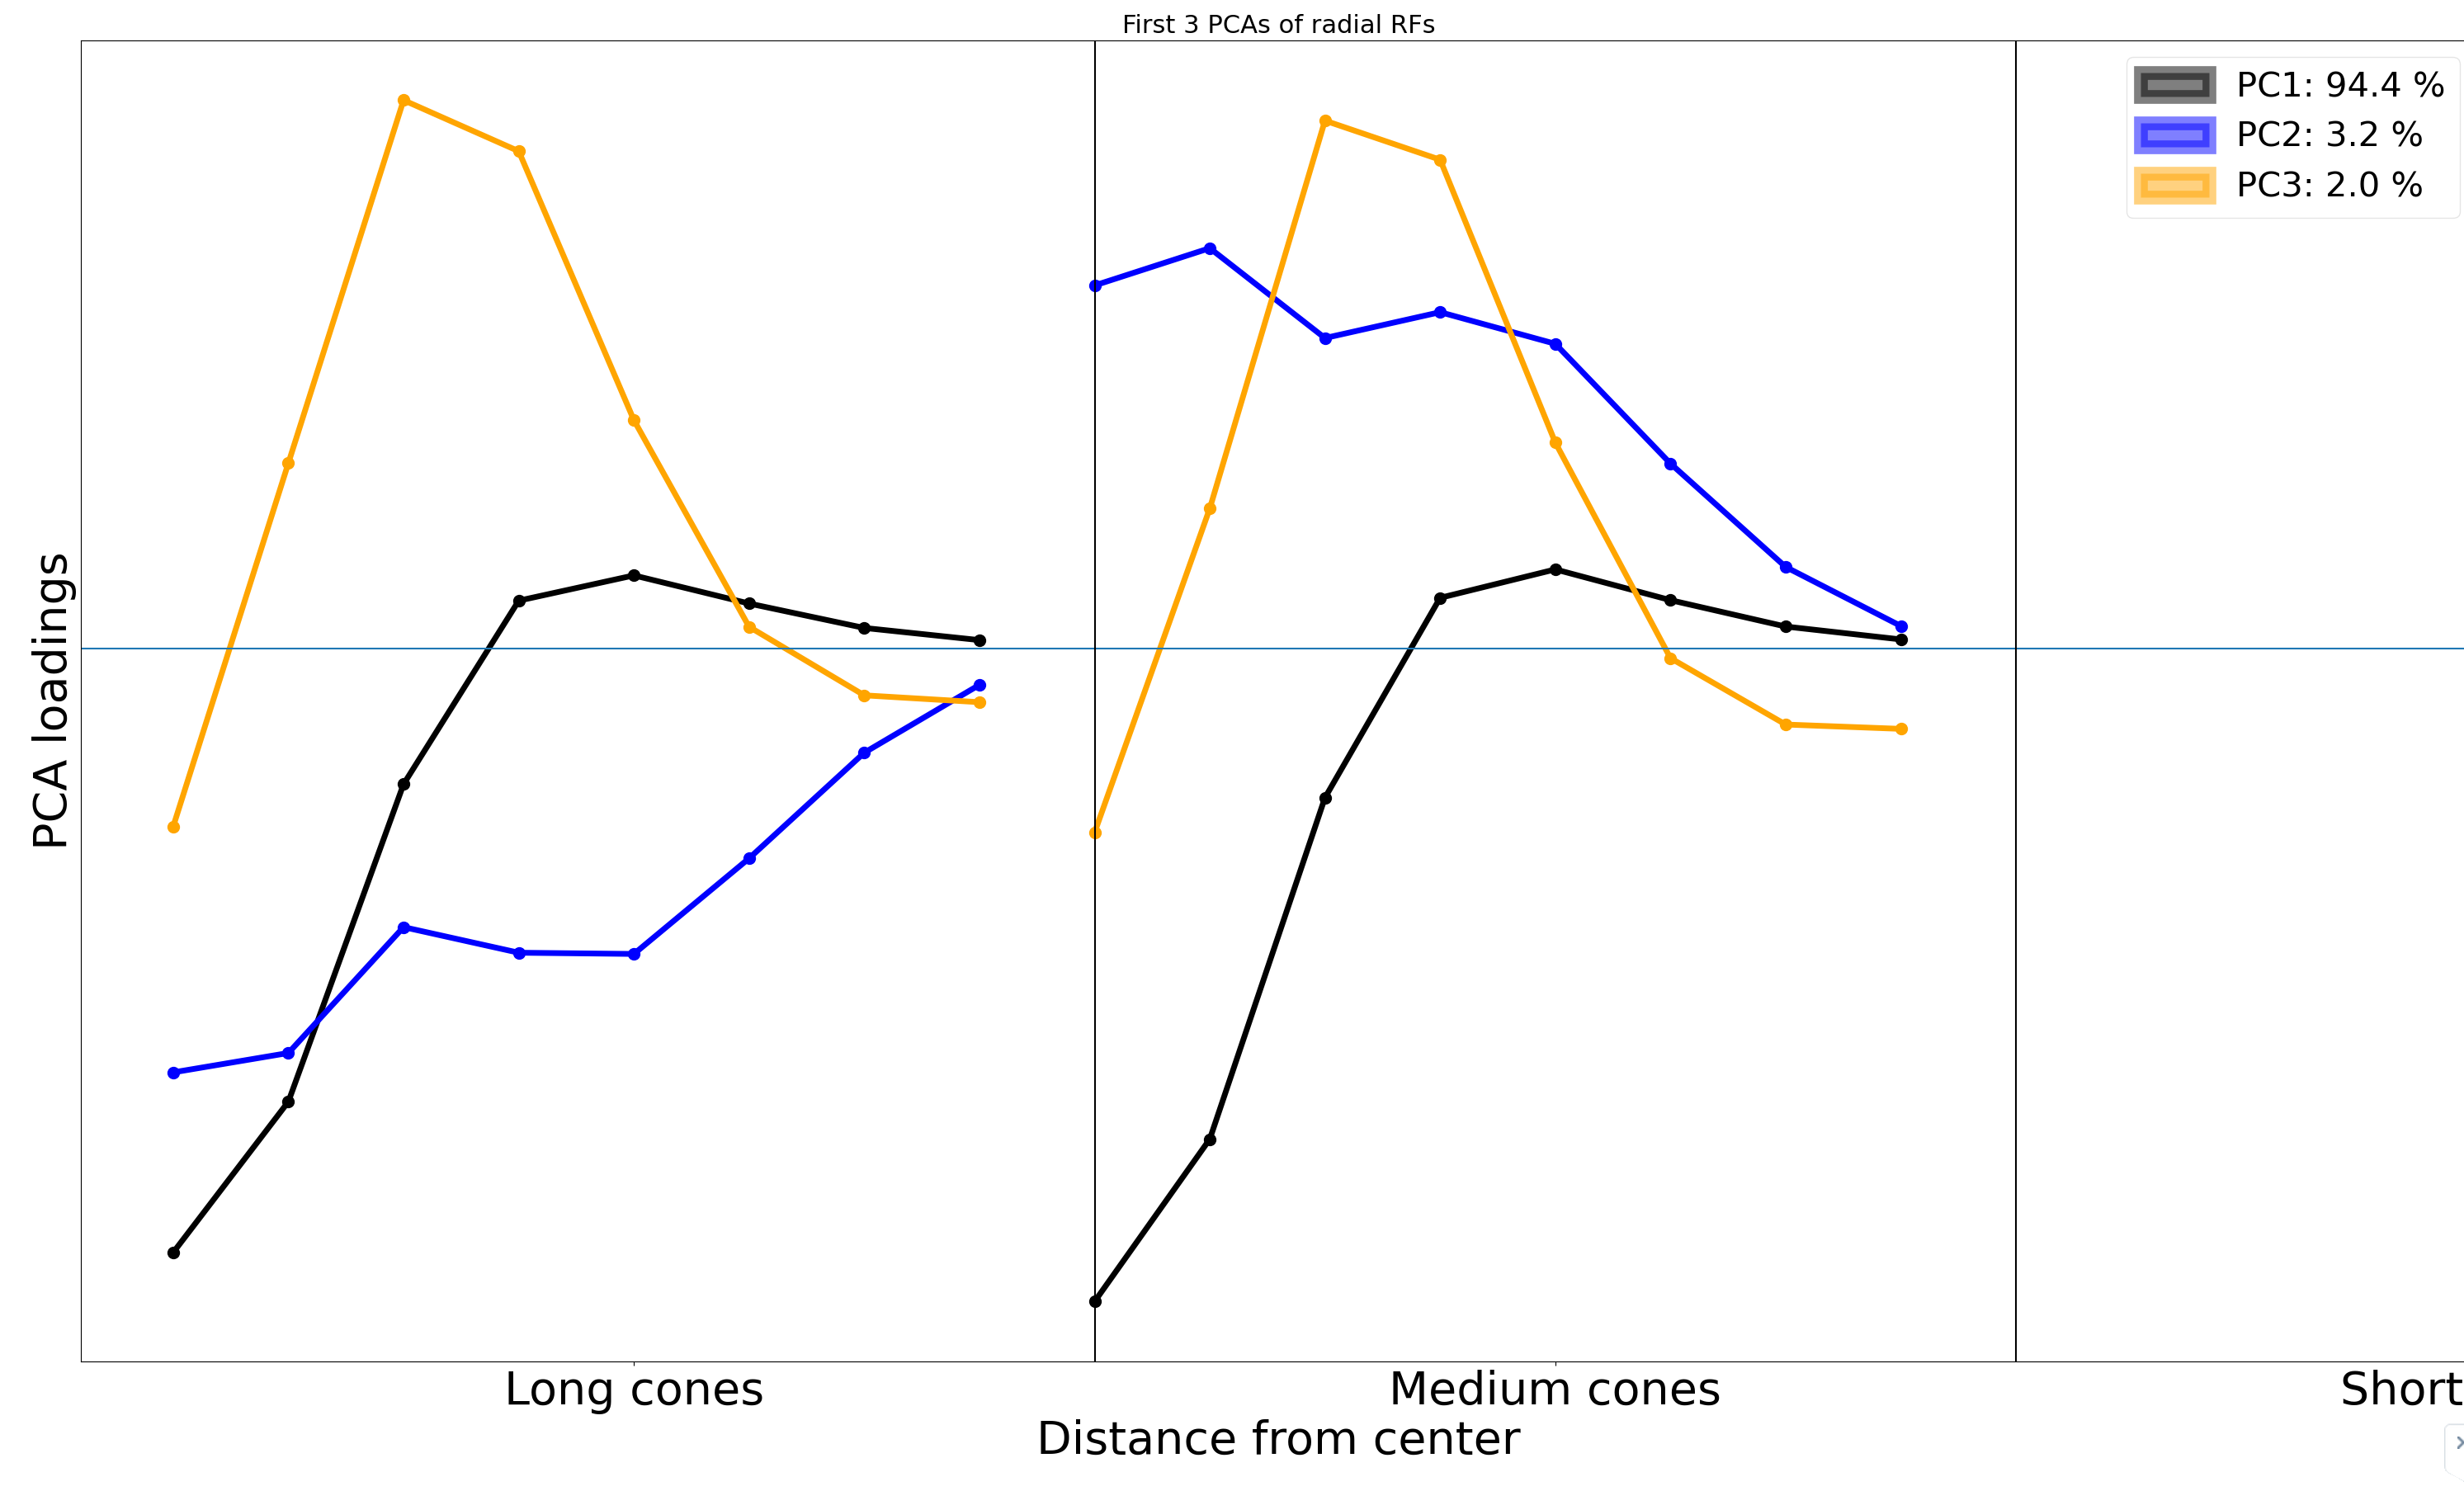 First 3 PCAs of radial RFs
PC1: 94.4 %
PC2: 3.2 %
PC3: 2.0 %
PCA loadings
Long cones
Medium cones
Short
Distance from center